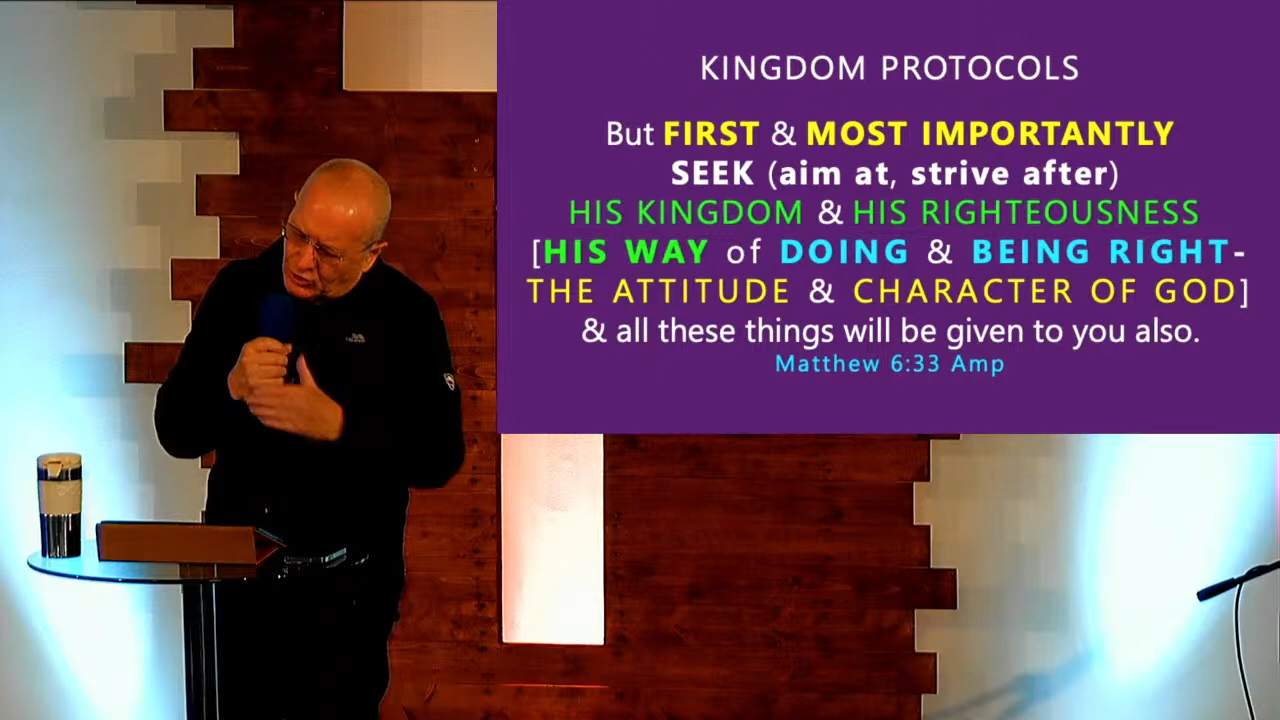 KINGDOM PROTOCOLS
But FIRST & MOST IMPORTANTLY
SEEK (aim at, strive after)
HIS KINGDOM & HIS RIGHTEOUSNESS
[HIS WAY of DOING & BEING RIGHT-
THE ATTITUDE & CHARACTER OF GOD]
& all these things will be given to you also.
Matthew 6:33 Amp